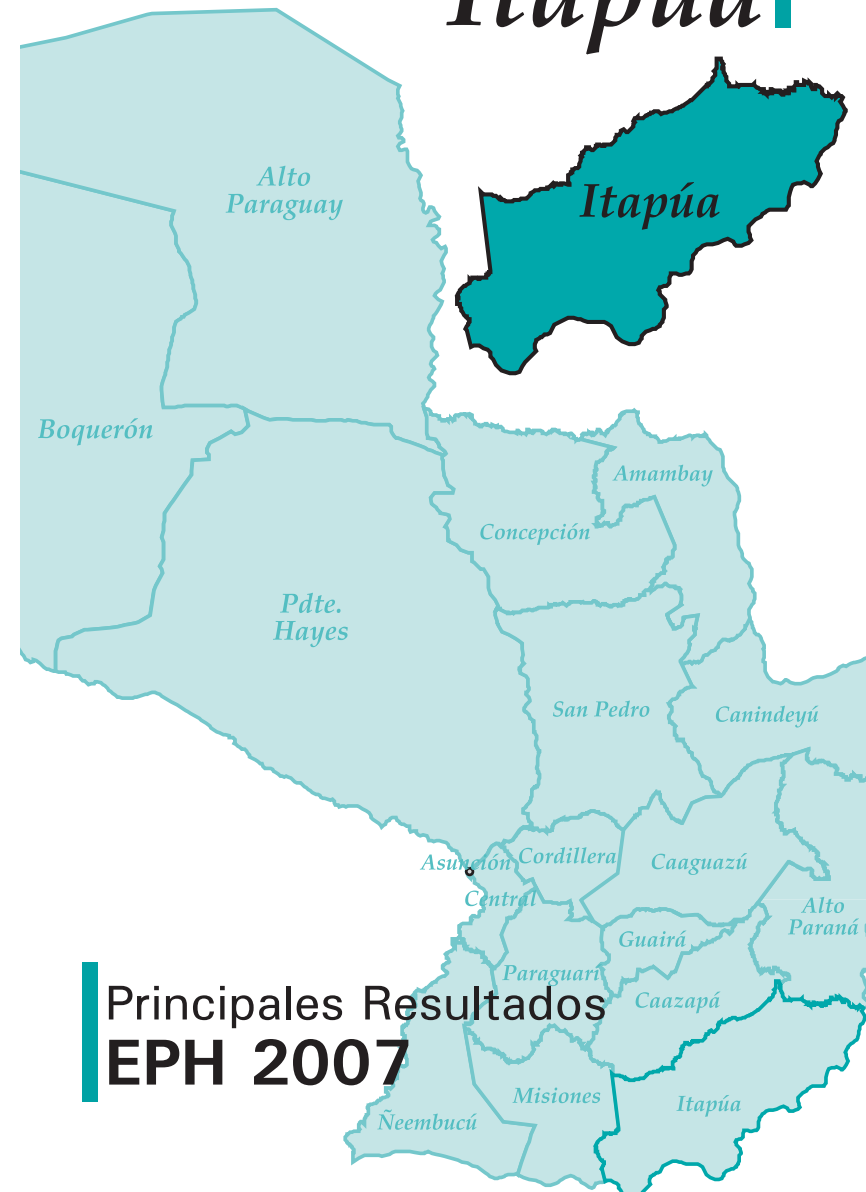 Itapúa
Alto
Paraguay
Itapúa
Boquerón
Amambay
Concepción
Pdte.
Hayes
San Pedro
Canindeyú
Asunción
Cordillera
Caaguazú
Central
Alto
Paraná
Guairá
Paraguarí
Caazapá
Principales Resultados
EPH 2007
Misiones
Itapúa
Ñeembucú